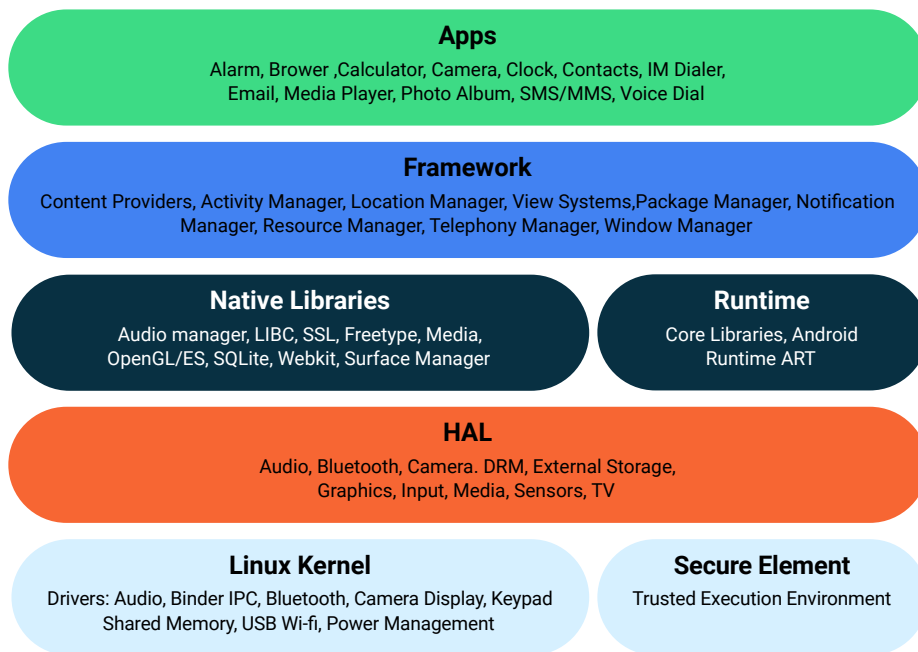 Apps
Alarm, Brower ,Calculator, Camera, Clock, Contacts, IM Dialer,
Email, Media Player, Photo Album, SMS/MMS, Voice Dial
Framework
Content Providers, Activity Manager, Location Manager, View Systems,Package Manager, Notification
Manager, Resource Manager, Telephony Manager, Window Manager
Native Libraries
Audio manager, LIBC, SSL, Freetype, Media,
OpenGL/ES, SQLite, Webkit, Surface Manager
Runtime
Core Libraries, Android
Runtime ART
HAL
Audio, Bluetooth, Camera. DRM, External Storage,
Graphics, Input, Media, Sensors, TV
Linux Kernel
Drivers: Audio, Binder IPC, Bluetooth, Camera Display, Keypad
Shared Memory, USB Wi-fi, Power Management
Secure Element
Trusted Execution Environment